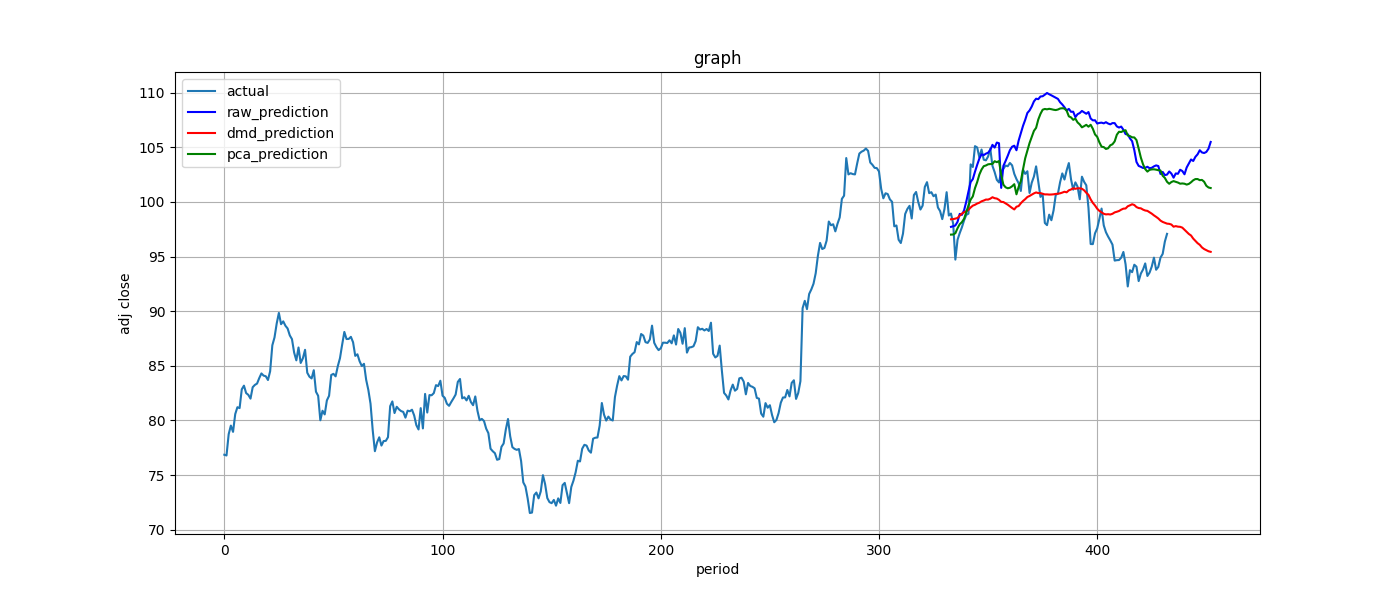 graph
actual
raw_prediction
dmd_prediction
pca_prediction
adj close
110
105
100
95
90
85
80
75
70
0 100 200 300 400
period